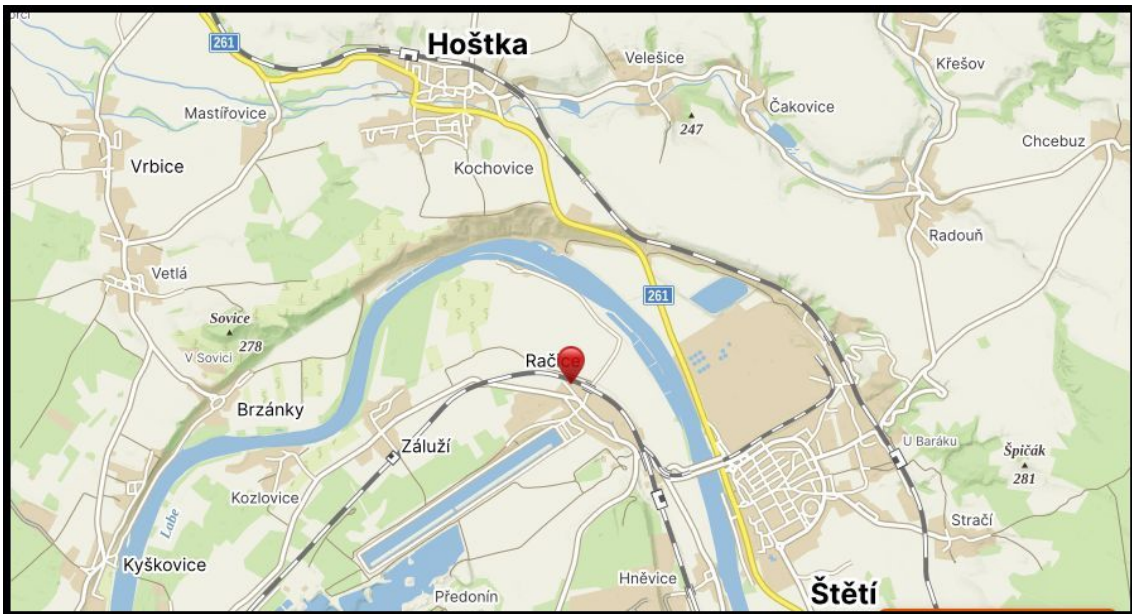 261
Hoštka
Velešice
Křešov
Mastířovice
247
Čakovice
Chcebuz
Vrbice
Kochovice
Radouň
Vetlá
261
Sovice
278
V Sovici
Račice
Brzánky
Záluží
U Baráku
Špičák
281
Kozlovice
Labe
Stračí
Kyškovice
Hněvice
Štětí
Předonín